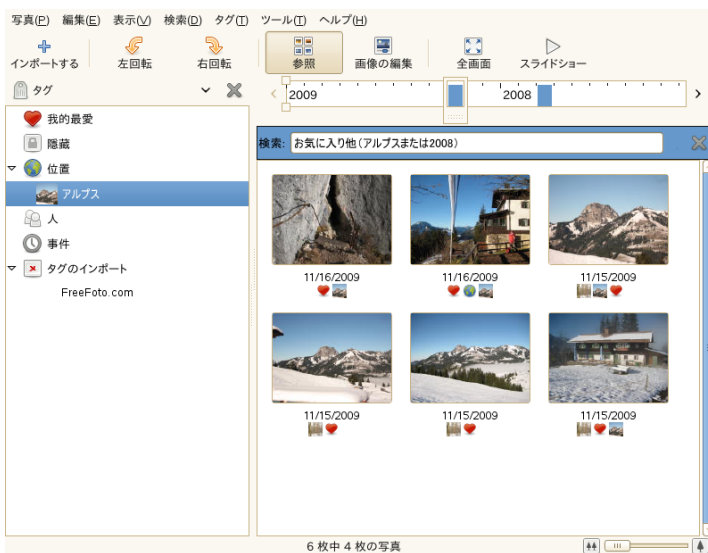 写真(P) 編集(E) 表示(V) 検索(D) タグ(T) ツール(T) ヘルプ(H)
インポートする 左回転 右回転 参照 画像の編集 全画面 スライドショー
タグ
2009 2008
我的最愛
隱藏
位置
アルプス
人
事件
タグのインポート
FreeFoto.com
検索: お気に入り他(アルプスまたは2008)
11/16/2009 11/16/2009 11/15/2009
11/15/2009 11/15/2009 11/15/2009
6 枚中 4 枚の写真